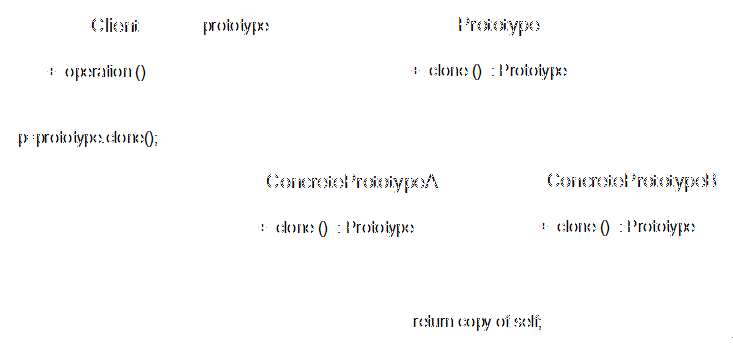 Client
prototype
Prototype
+ operation ()
+ clone () : Prototype
p=prototype.clone();
ConcretePrototypeA
ConcretePrototypeB
+ clone () : Prototype
+ clone () : Prototype
return copy of self;